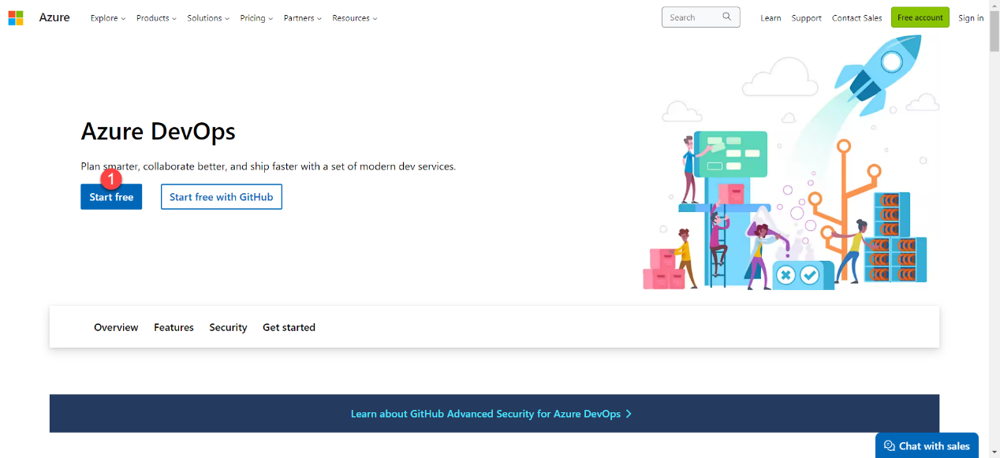 Azure Explore Products Solutions Pricing Partners Resources Search Learn Support Contact Sales Free account Sign in
Azure DevOps
Plan smarter, collaborate better, and ship faster with a set of modern dev services.
1
Start free Start free with GitHub
Overview Features Security Get started
Learn about GitHub Advanced Security for Azure DevOps
Chat with sales